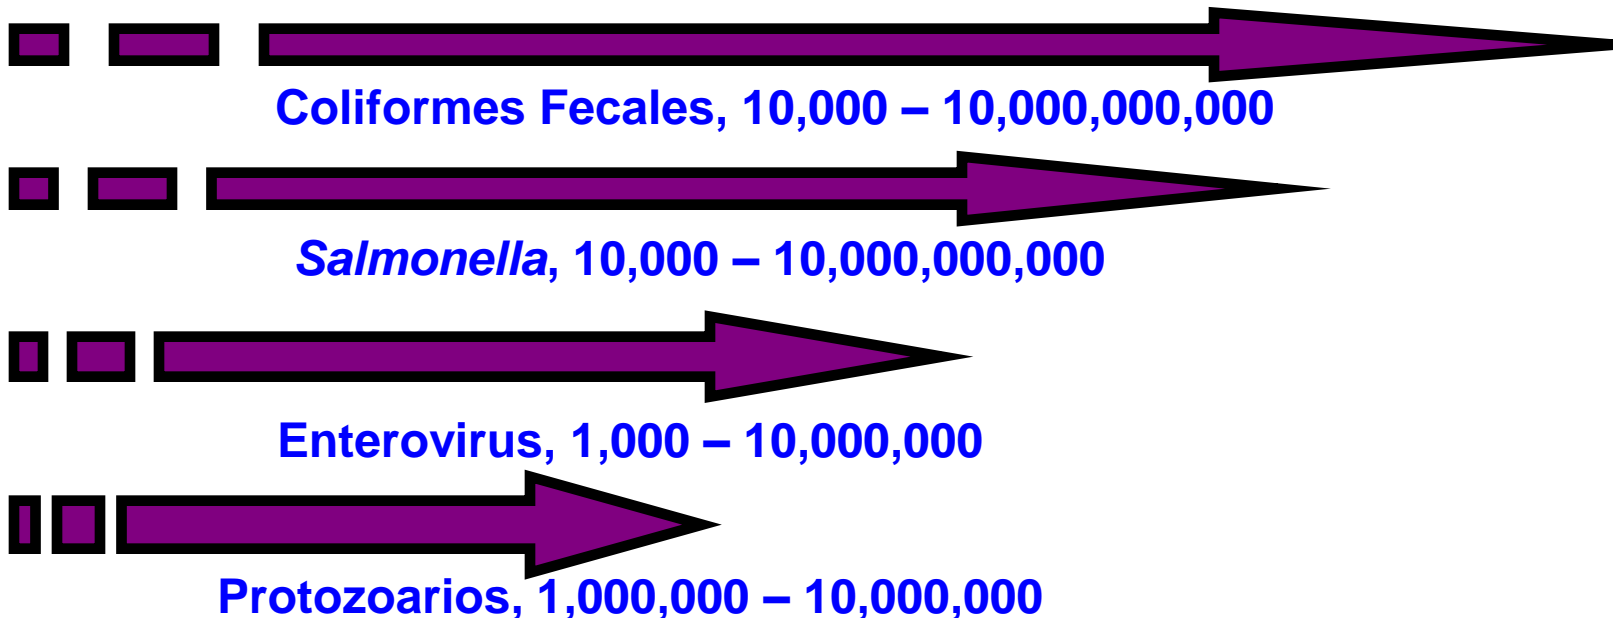 Coliformes Fecales, 10,000 – 10,000,000,000
Salmonella, 10,000 – 10,000,000,000
Enterovirus, 1,000 – 10,000,000
Protozoarios, 1,000,000 – 10,000,000